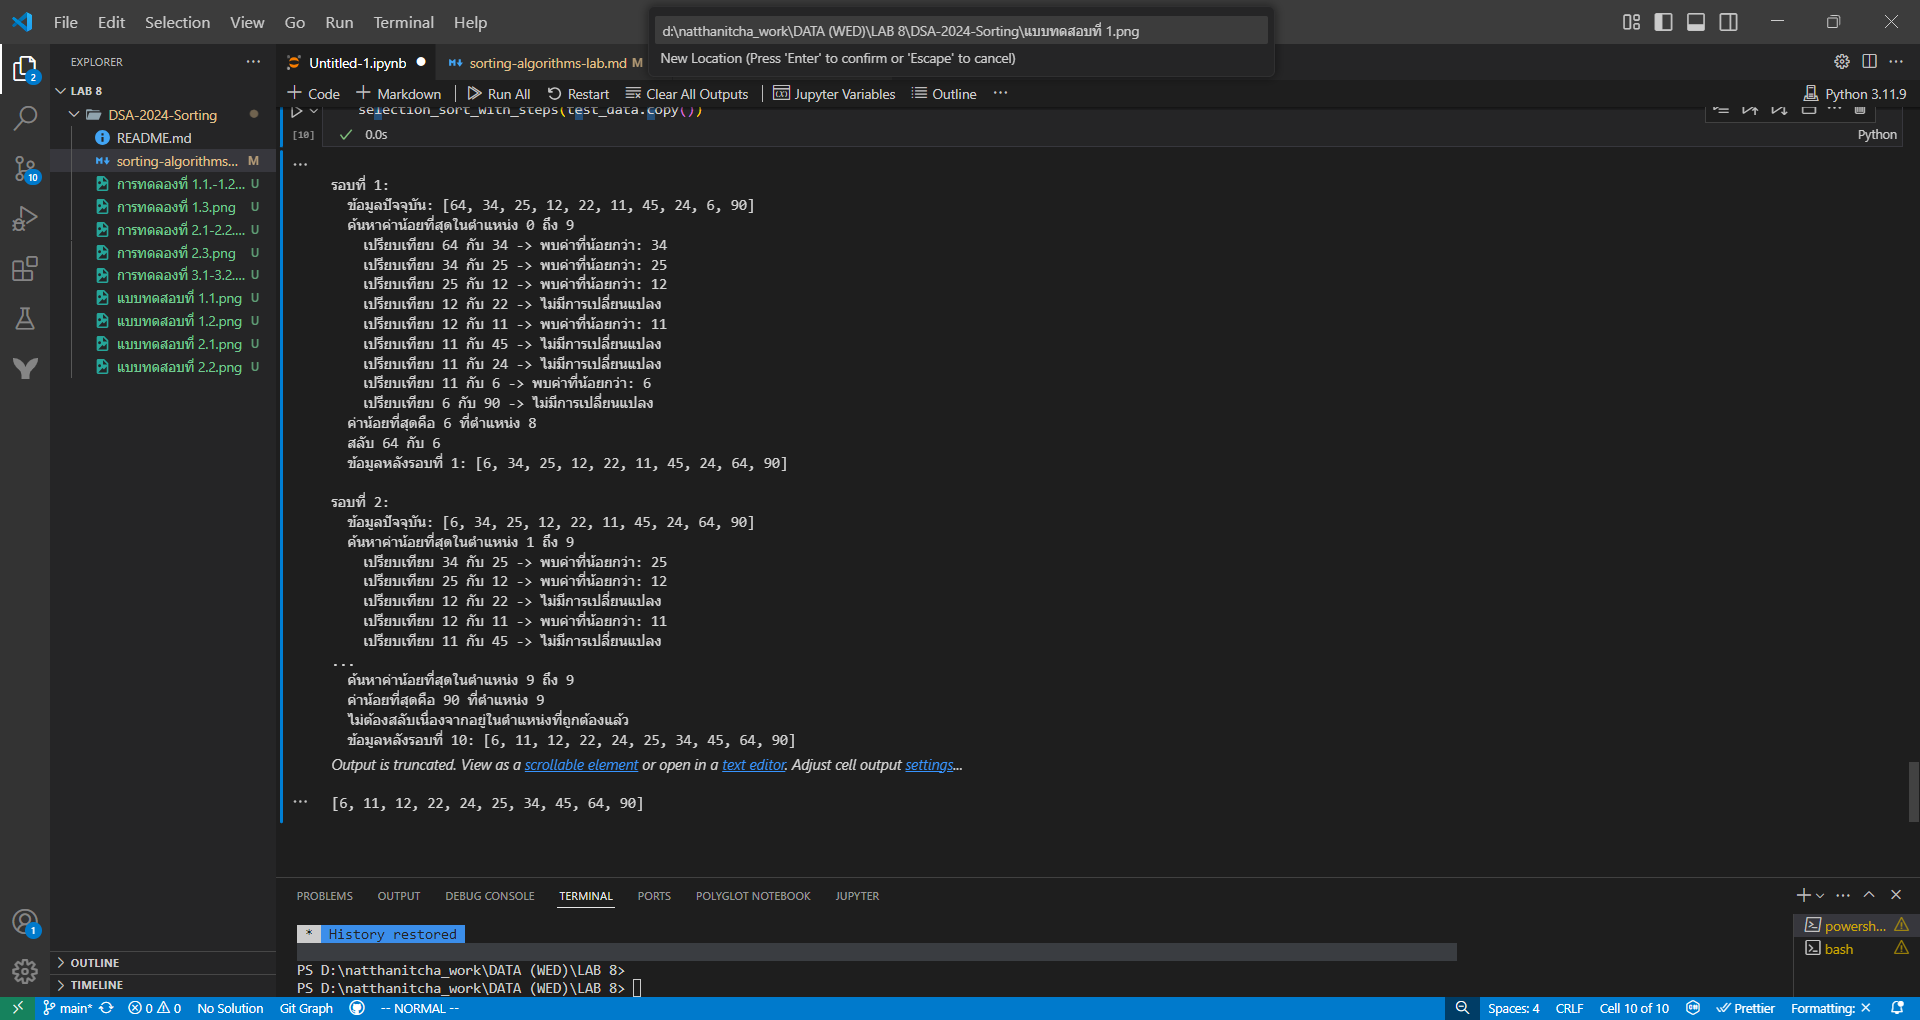 File Edit Selection View Go Run Terminal Help
d:\natthanitcha_work\DATA (WED)\LAB 8\DSA-2024-Sorting\แบบทดสอบที่ 1.png
New Location (Press 'Enter' to confirm or 'Escape' to cancel)
EXPLORER
Untitled-1.ipynb
sorting-algorithms-lab.md M
LAB 8
Code Markdown Run All Restart Clear All Outputs Jupyter Variables Outline
Python 3.11.9
DSA-2024-Sorting
README.md
sorting-algorithms... M
การทดลองที่ 1.1.-1.2... U
การทดลองที่ 1.3.png U
การทดลองที่ 2.1-2.2.... U
การทดลองที่ 2.3.png U
การทดลองที่ 3.1-3.2.... U
แบบทดสอบที่ 1.1.png U
แบบทดสอบที่ 1.2.png U
แบบทดสอบที่ 2.1.png U
แบบทดสอบที่ 2.2.png U
2
10
1
OUTLINE
TIMELINE
selection_sort_with_steps(test_data.copy())
[10] 0.0s
Python
รอบที่ 1:
ข้อมูลปัจจุบัน: [64, 34, 25, 12, 22, 11, 45, 24, 6, 90]
ค้นหาค่าน้อยที่สุดในตำแหน่ง 0 ถึง 9
เปรียบเทียบ 64 กับ 34 -> พบค่าที่น้อยกว่า: 34
เปรียบเทียบ 34 กับ 25 -> พบค่าที่น้อยกว่า: 25
เปรียบเทียบ 25 กับ 12 -> พบค่าที่น้อยกว่า: 12
เปรียบเทียบ 12 กับ 22 -> ไม่มีการเปลี่ยนแปลง
เปรียบเทียบ 12 กับ 11 -> พบค่าที่น้อยกว่า: 11
เปรียบเทียบ 11 กับ 45 -> ไม่มีการเปลี่ยนแปลง
เปรียบเทียบ 11 กับ 24 -> ไม่มีการเปลี่ยนแปลง
เปรียบเทียบ 11 กับ 6 -> พบค่าที่น้อยกว่า: 6
เปรียบเทียบ 6 กับ 90 -> ไม่มีการเปลี่ยนแปลง
ค่าน้อยที่สุดคือ 6 ที่ตำแหน่ง 8
สลับ 64 กับ 6
ข้อมูลหลังรอบที่ 1: [6, 34, 25, 12, 22, 11, 45, 24, 64, 90]
รอบที่ 2:
ข้อมูลปัจจุบัน: [6, 34, 25, 12, 22, 11, 45, 24, 64, 90]
ค้นหาค่าน้อยที่สุดในตำแหน่ง 1 ถึง 9
เปรียบเทียบ 34 กับ 25 -> พบค่าที่น้อยกว่า: 25
เปรียบเทียบ 25 กับ 12 -> พบค่าที่น้อยกว่า: 12
เปรียบเทียบ 12 กับ 22 -> ไม่มีการเปลี่ยนแปลง
เปรียบเทียบ 12 กับ 11 -> พบค่าที่น้อยกว่า: 11
เปรียบเทียบ 11 กับ 45 -> ไม่มีการเปลี่ยนแปลง
...
ค้นหาค่าน้อยที่สุดในตำแหน่ง 9 ถึง 9
ค่าน้อยที่สุดคือ 90 ที่ตำแหน่ง 9
ไม่ต้องสลับเนื่องจากอยู่ในตำแหน่งที่ถูกต้องแล้ว
ข้อมูลหลังรอบที่ 10: [6, 11, 12, 22, 24, 25, 34, 45, 64, 90]
Output is truncated. View as a scrollable element or open in a text editor. Adjust cell output settings...
[6, 11, 12, 22, 24, 25, 34, 45, 64, 90]
PROBLEMS OUTPUT DEBUG CONSOLE TERMINAL PORTS POLYGLOT NOTEBOOK JUPYTER
* History restored
PS D:\natthanitcha_work\DATA (WED)\LAB 8>
PS D:\natthanitcha_work\DATA (WED)\LAB 8>
powersh...
bash
main* 0 0 No Solution Git Graph -- NORMAL -- Spaces: 4 CRLF Cell 10 of 10 Prettier Formatting: ×